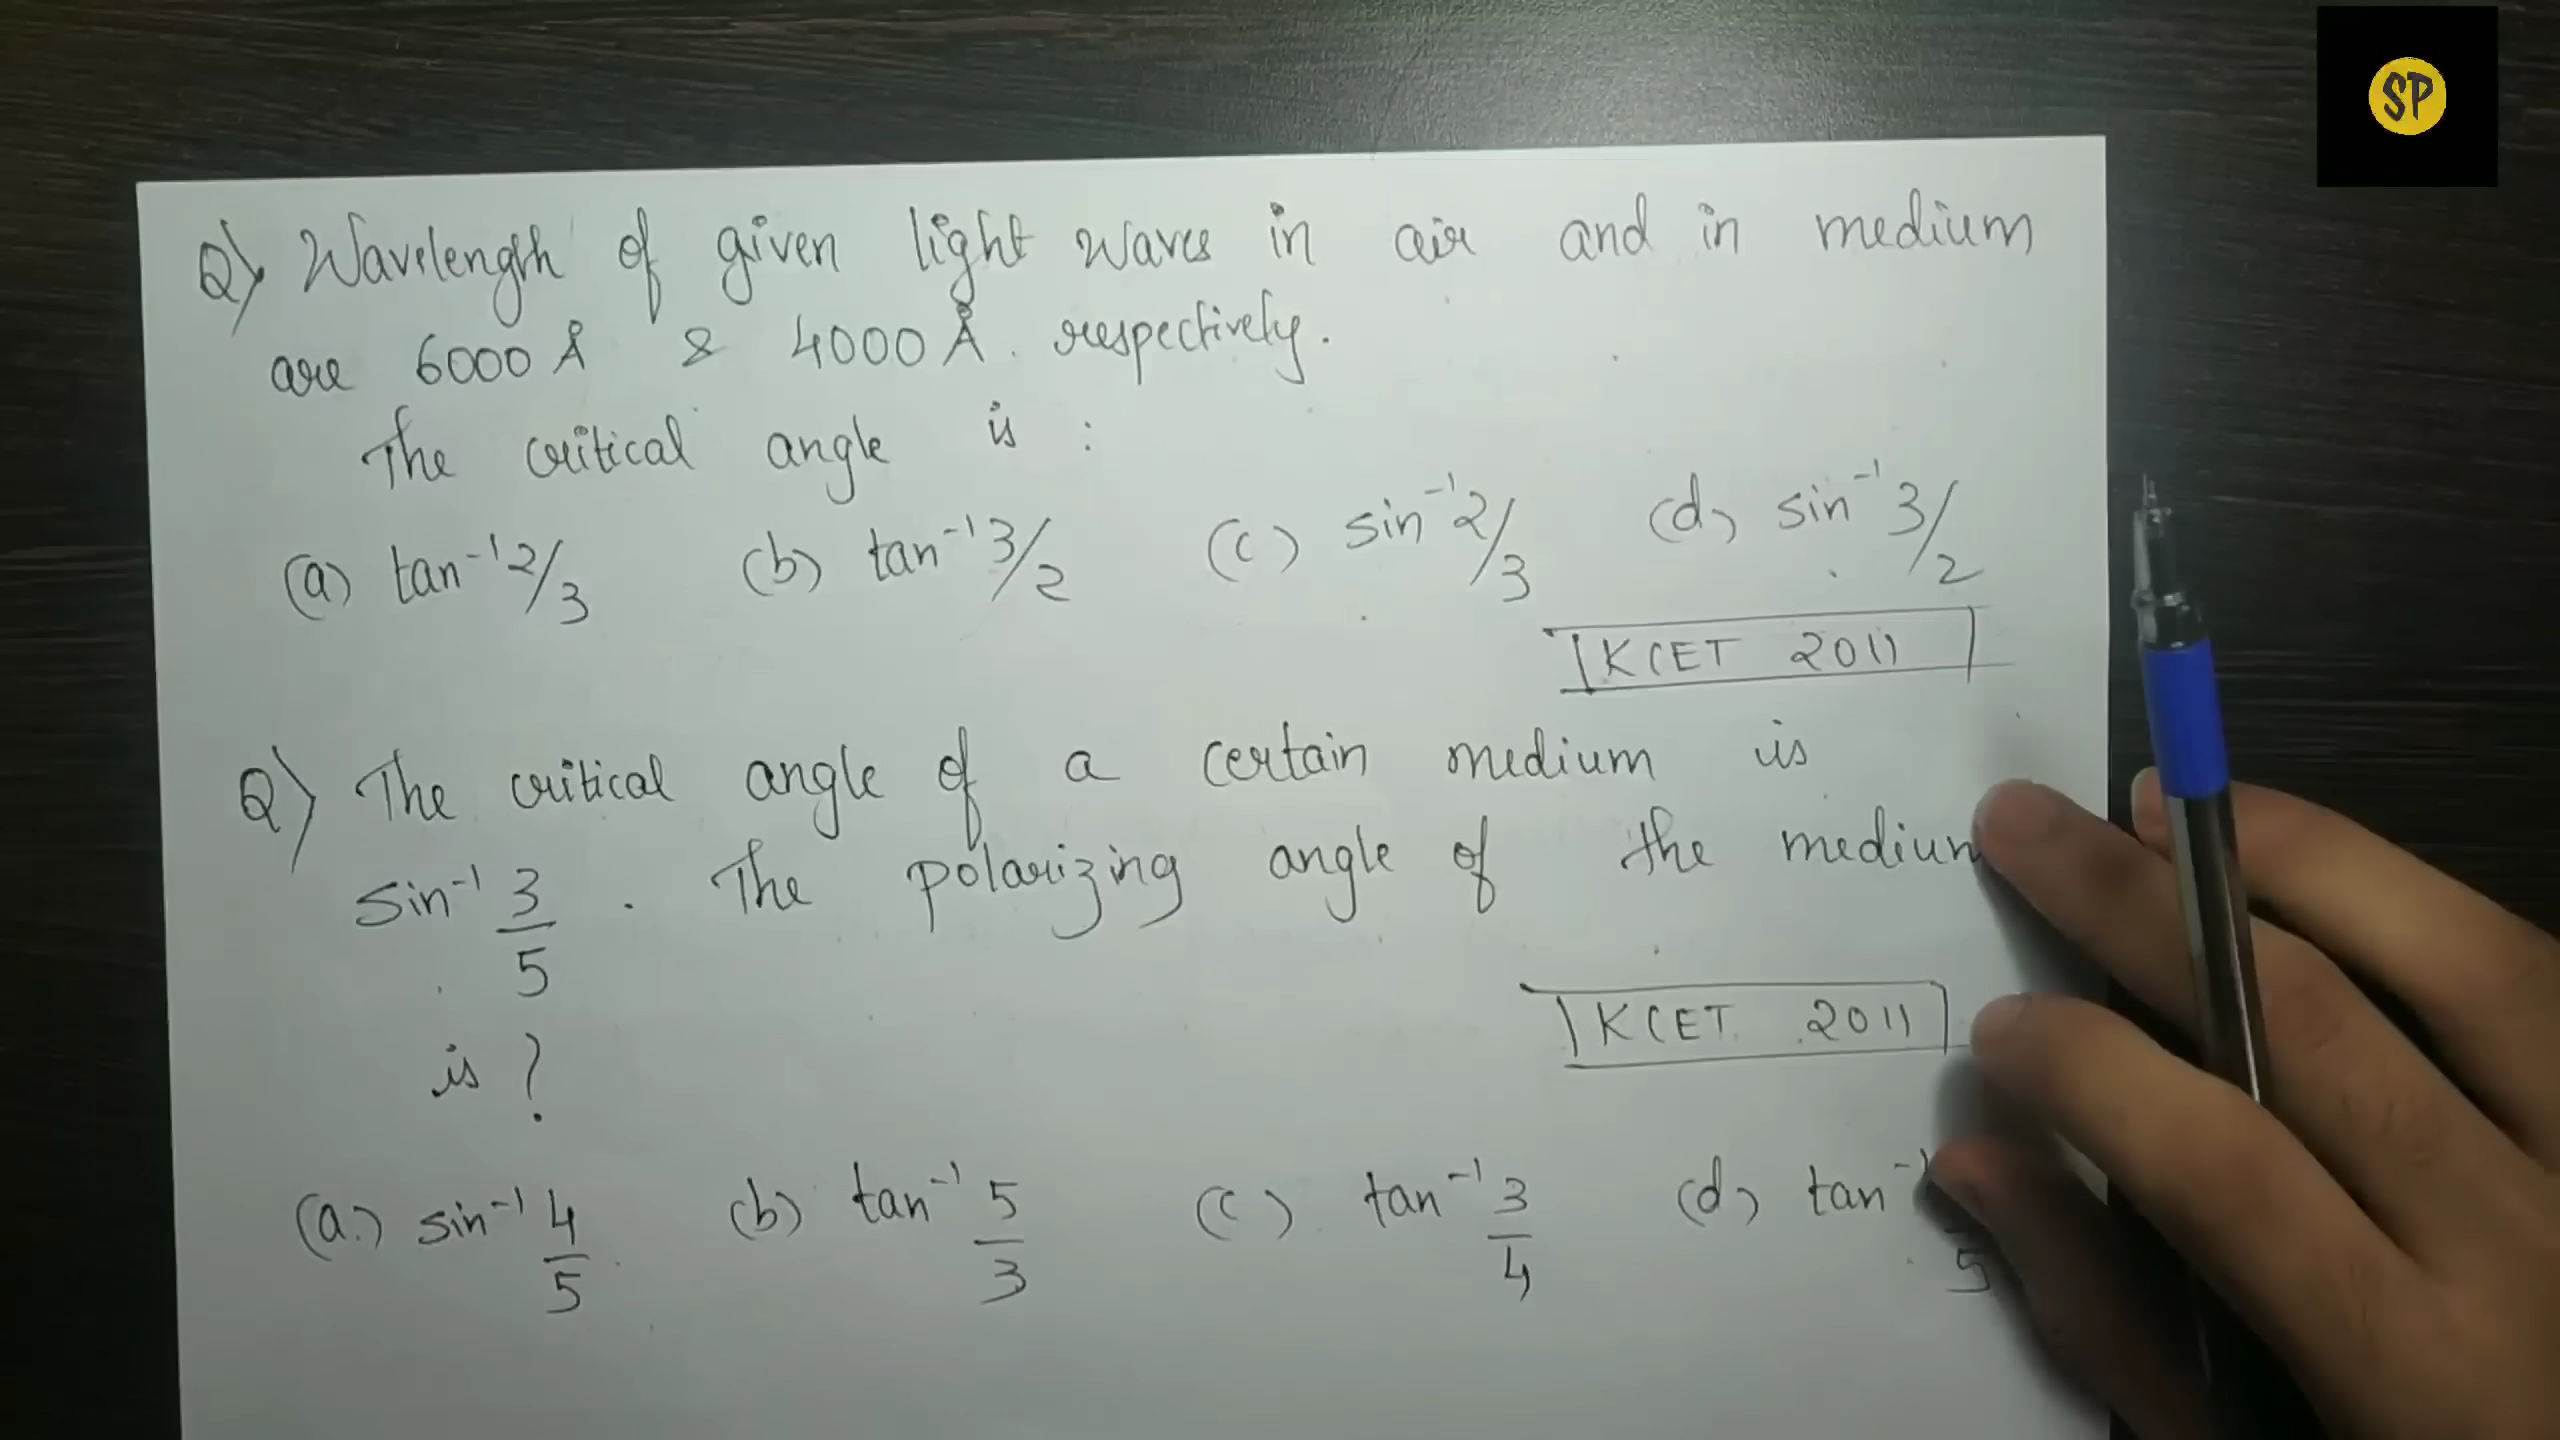 SP
Q) Wavelength of given light waves in air and in medium
are 6000 Å & 4000 Å respectively.
The critical angle is :
(a) tan⁻¹ 2/3 (b) tan⁻¹ 3/2 (c) sin⁻¹ 2/3 (d) sin⁻¹ 3/2
KCET 2011
Q) The critical angle of a certain medium is
sin⁻¹ 3/5 . The polarizing angle of the medium
KCET 2011
is ?
(a.) sin⁻¹ 4/5 (b) tan⁻¹ 5/3 (c) tan⁻¹ 3/4 (d) tan⁻¹ /5